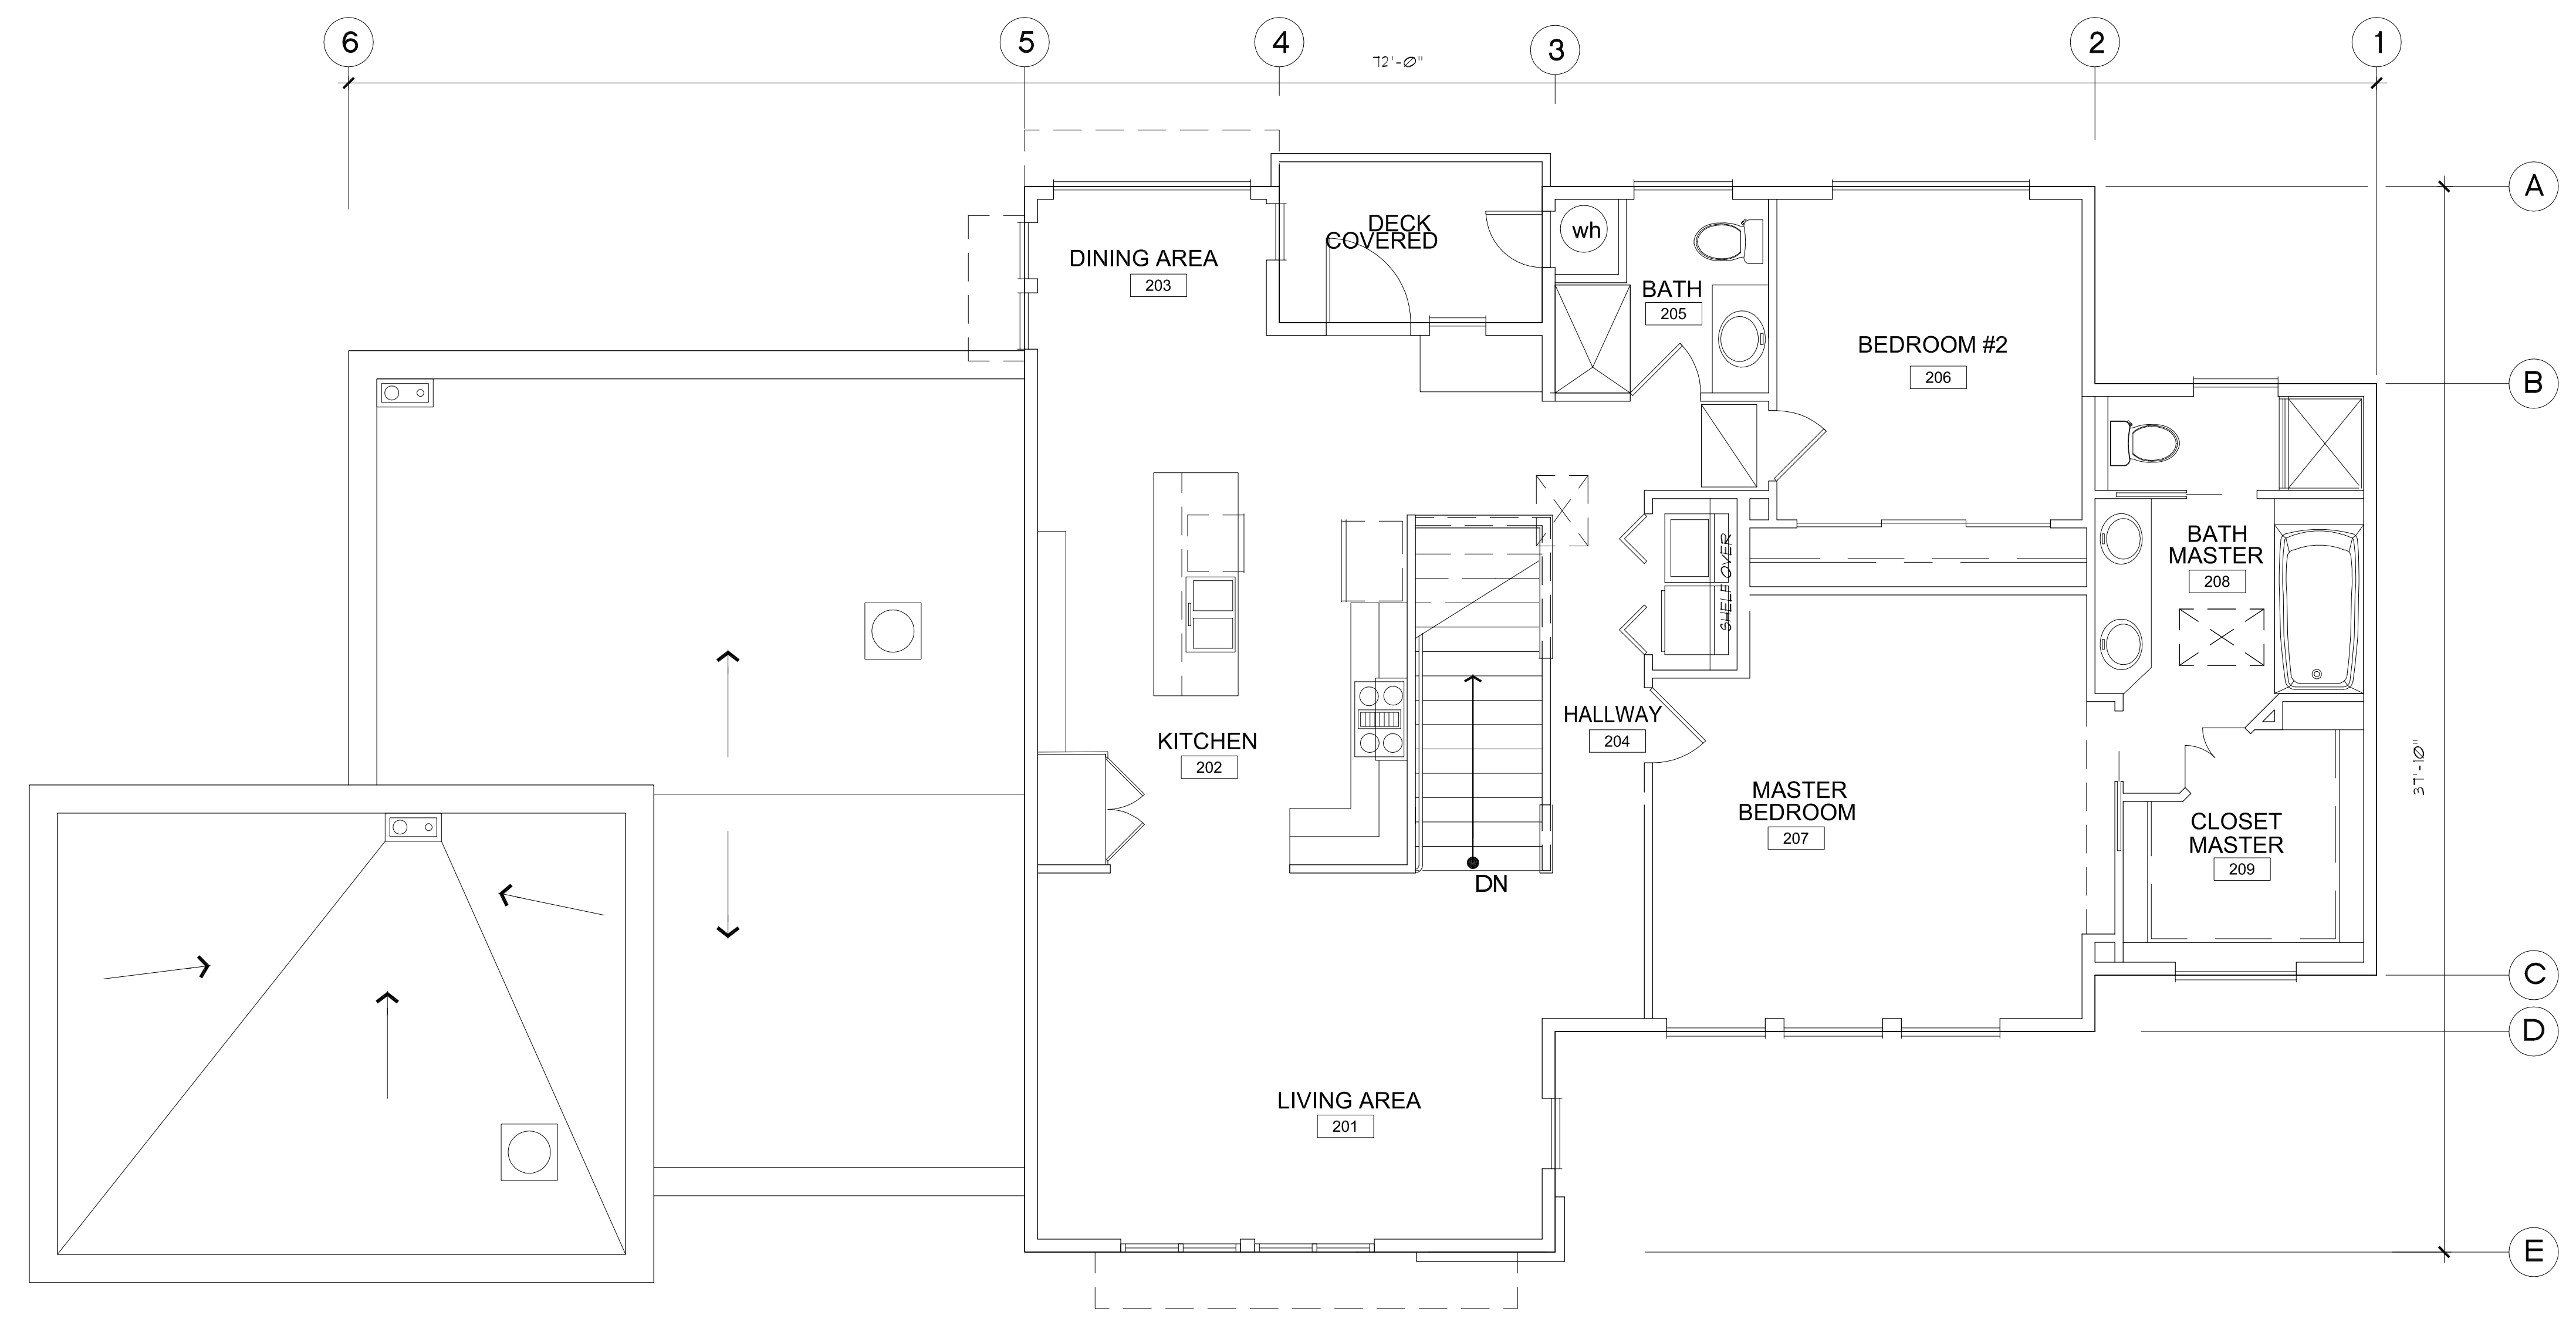 6
5
4
3
2
1
72'-0"
A
DECK
COVERED
wh
DINING AREA
203
BATH
205
BEDROOM #2
206
B
BATH
MASTER
208
SHELF OVER
HALLWAY
204
KITCHEN
202
MASTER
BEDROOM
207
37'-10"
CLOSET
MASTER
209
DN
C
D
LIVING AREA
201
E